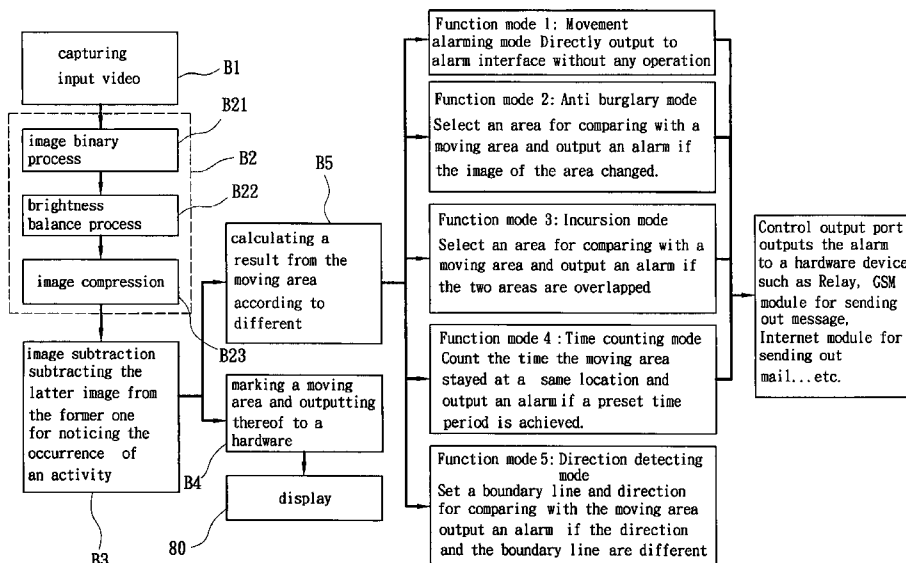 capturing
input video
B1
B21
image binary
process
B2
B22
brightness
balance process
image compression
B23
image subtraction
subtracting the
latter image from
the former one
for noticing the
occurrence of
an activity
B3
B5
calculating a
result from the
moving area
according to
different
marking a moving
area and outputting
thereof to a
hardware
B4
display
80
Function mode 1: Movement
alarming mode Directly output to
alarm interface without any operation
Function mode 2: Anti burglary mode
Select an area for comparing with a
moving area and output an alarm if
the image of the area changed.
Function mode 3: Incursion mode
Select an area for comparing with a
moving area and output an alarm if
the two areas are overlapped
Function mode 4 : Time counting mode
Count the time the moving area
stayed at a same location and
output an alarm if a preset time
period is achieved.
Function mode 5: Direction detecting
mode
Set a boundary line and direction
for comparing with the moving area
output an alarm if the direction
and the boundary line are different
Control output port
outputs the alarm
to a hardware device
such as Relay, GSM
module for sending
out message,
Internet module for
sending out
mail...etc.